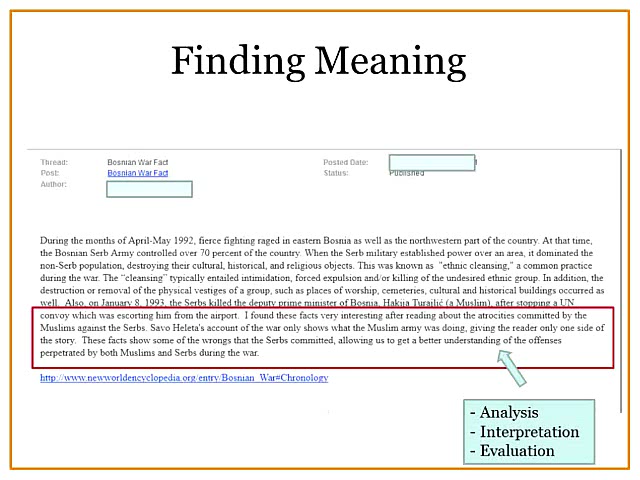 Finding Meaning
Thread: Bosnian War Fact Posted Date:
Post: Bosnian War Fact Status: Published
Author:
During the months of April-May 1992, fierce fighting raged in eastern Bosnia as well as the northwestern part of the country. At that time,
the Bosnian Serb Army controlled over 70 percent of the country. When the Serb military established power over an area, it dominated the
non-Serb population, destroying their cultural, historical, and religious objects. This was known as "ethnic cleansing," a common practice
during the war. The “cleansing” typically entailed intimidation, forced expulsion and/or killing of the undesired ethnic group. In addition, the
destruction or removal of the physical vestiges of a group, such as places of worship, cemeteries, cultural and historical buildings occurred as
well. Also, on January 8, 1993, the Serbs killed the deputy prime minister of Bosnia, Hakija Turajlić (a Muslim), after stopping a UN
convoy which was escorting him from the airport. I found these facts very interesting after reading about the atrocities committed by the
Muslims against the Serbs. Savo Heleta's account of the war only shows what the Muslim army was doing, giving the reader only one side of
the story. These facts show some of the wrongs that the Serbs committed, allowing us to get a better understanding of the offenses
perpetrated by both Muslims and Serbs during the war.
http://www.newworldencyclopedia.org/entry/Bosnian_War#Chronology
- Analysis
- Interpretation
- Evaluation